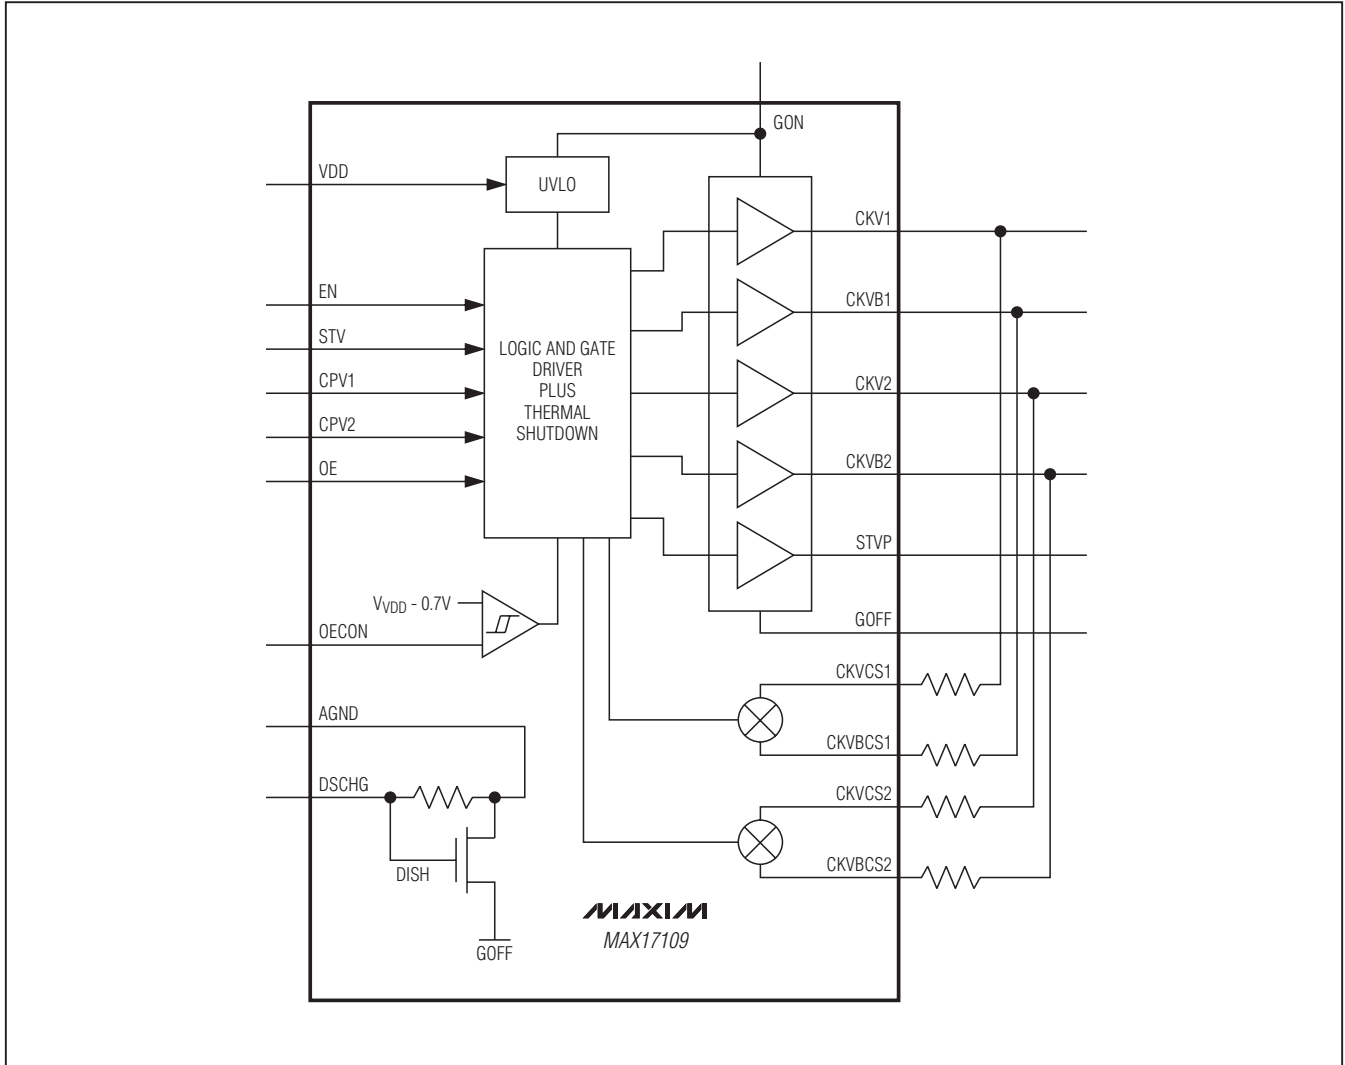 GON
VDD
UVLO
CKV1
EN
CKVB1
STV
LOGIC AND GATE
DRIVER
PLUS
THERMAL
SHUTDOWN
CPV1
CKV2
CPV2
OE
CKVB2
STVP
VVDD - 0.7V
OECON
GOFF
CKVCS1
AGND
CKVBCS1
DSCHG
CKVCS2
CKVBCS2
DISH
GOFF
MAXIM
MAX17109